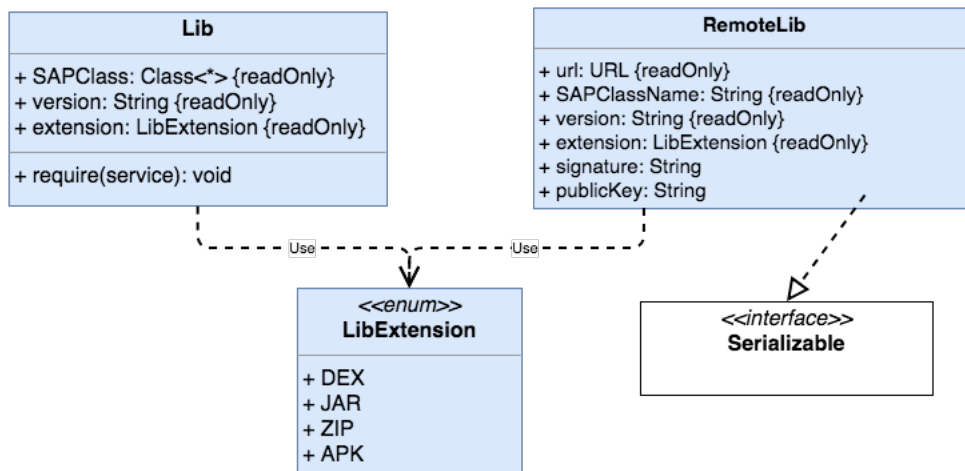 Lib
+ SAPClass: Class<*> {readOnly}
+ version: String {readOnly}
+ extension: LibExtension {readOnly}
+ require(service): void
RemoteLib
+ url: URL {readOnly}
+ SAPClassName: String {readOnly}
+ version: String {readOnly}
+ extension: LibExtension {readOnly}
+ signature: String
+ publicKey: String
Use
Use
<<enum>>
LibExtension
+ DEX
+ JAR
+ ZIP
+ APK
<<interface>>
Serializable